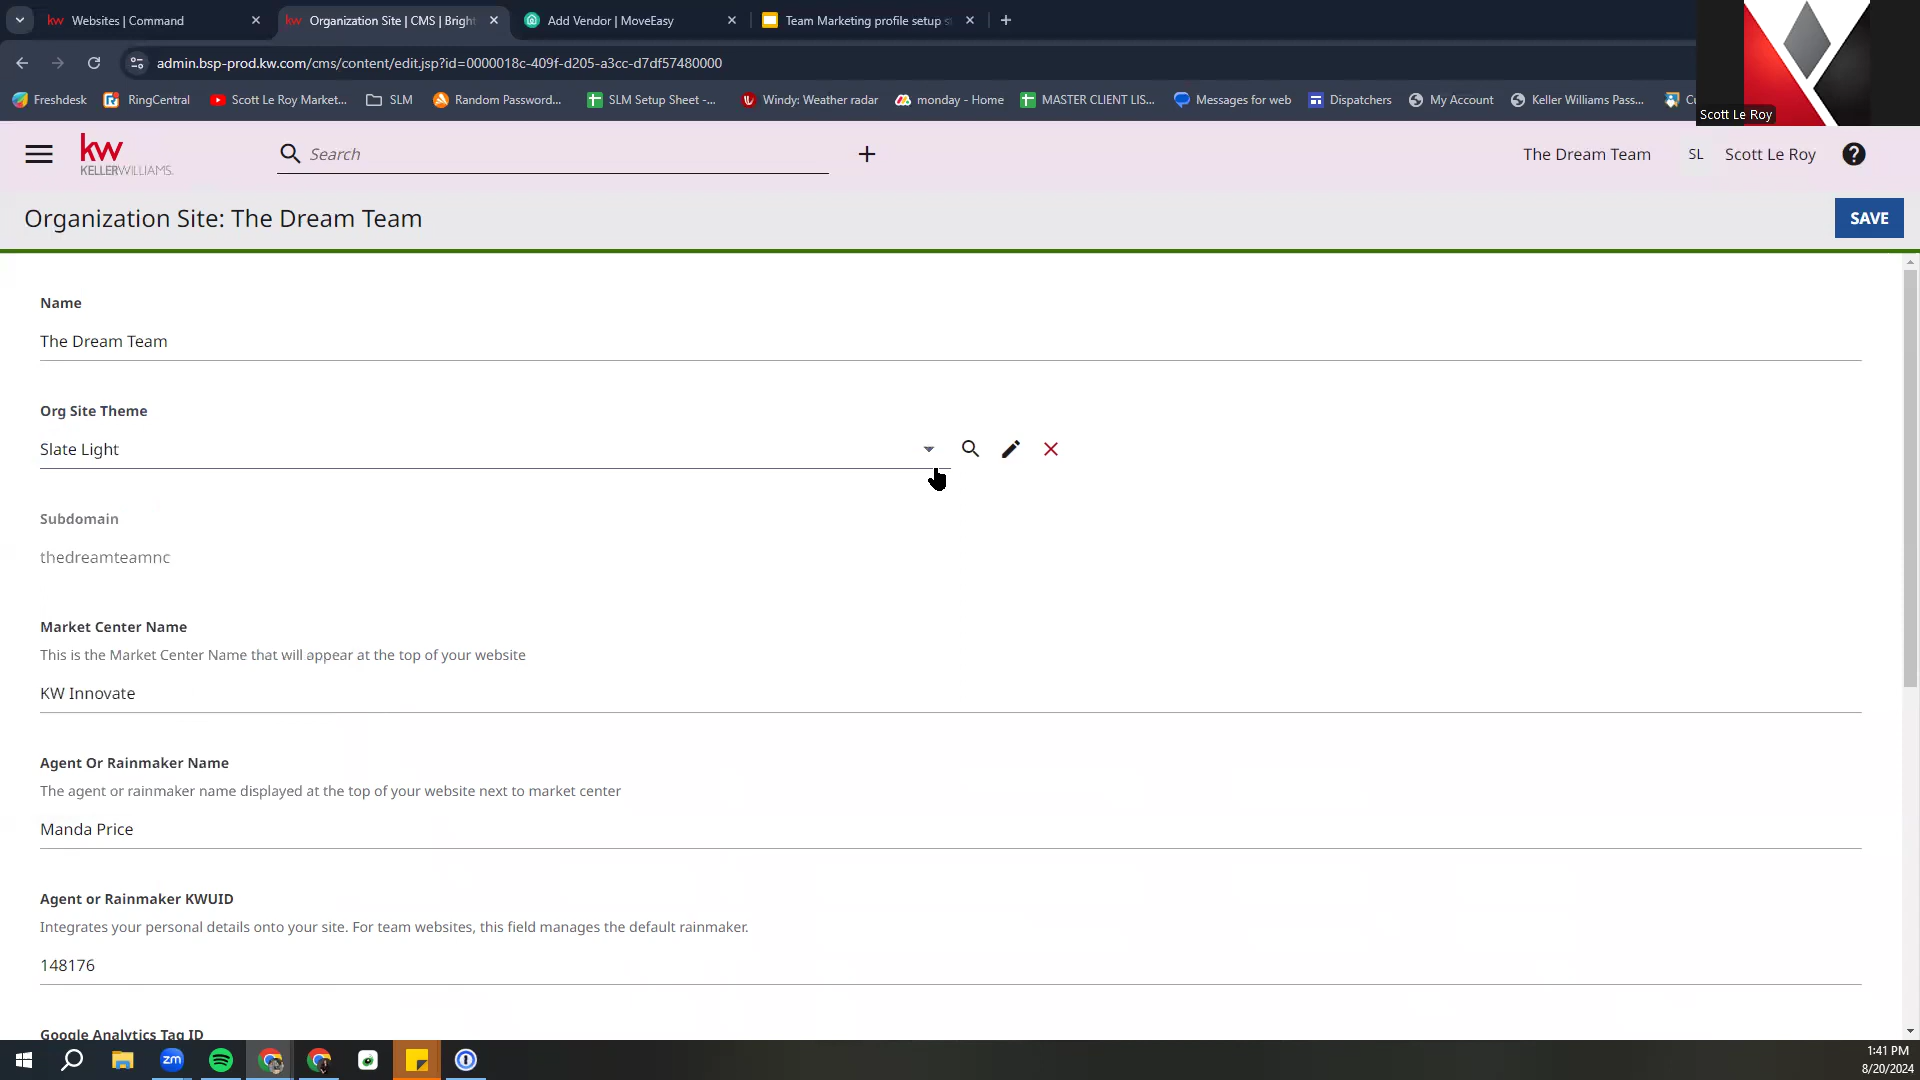 Websites | Command
Organization Site | CMS | Bright
Add Vendor | MoveEasy
Team Marketing profile setup s
admin.bsp-prod.kw.com/cms/content/edit.jsp?id=0000018c-409f-d205-a3cc-d7df57480000
Freshdesk
RingCentral
Scott Le Roy Market...
SLM
Random Password...
SLM Setup Sheet -...
Windy: Weather radar
monday - Home
MASTER CLIENT LIS...
Messages for web
Dispatchers
My Account
Keller Williams Pass...
Scott Le Roy
kw
KELLERWILLIAMS.
Search
The Dream Team
SL
Scott Le Roy
Organization Site: The Dream Team
SAVE
Name
The Dream Team
Org Site Theme
Slate Light
Subdomain
thedreamteamnc
Market Center Name
This is the Market Center Name that will appear at the top of your website
KW Innovate
Agent Or Rainmaker Name
The agent or rainmaker name displayed at the top of your website next to market center
Manda Price
Agent or Rainmaker KWUID
Integrates your personal details onto your site. For team websites, this field manages the default rainmaker.
148176
Google Analytics Tag ID
zm
1:41 PM
8/20/2024